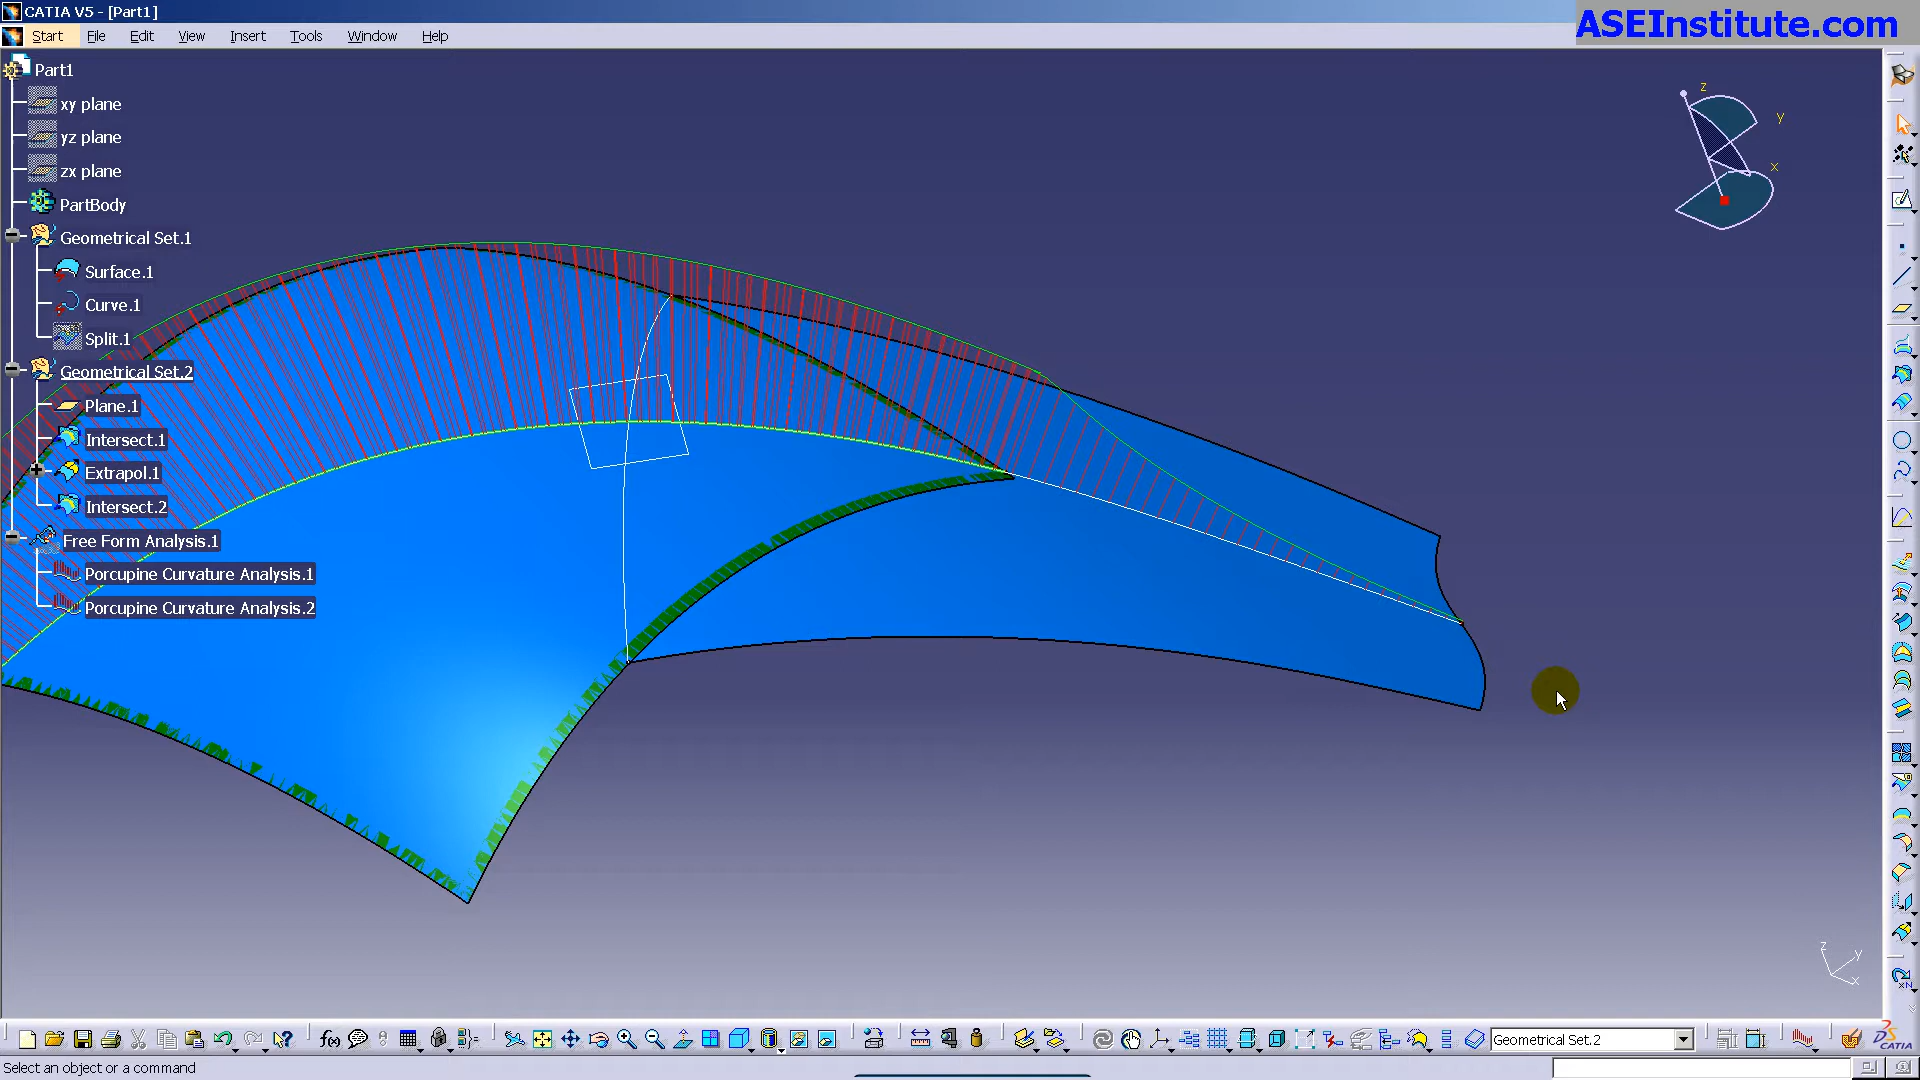 CATIA V5 - [Part1]
ASEInstitute.com
Start File Edit View Insert Tools Window Help
Part1
xy plane
yz plane
zx plane
PartBody
Geometrical Set.1
Surface.1
Curve.1
Split.1
Geometrical Set.2
Plane.1
Intersect.1
Extrapol.1
Intersect.2
Free Form Analysis.1
Porcupine Curvature Analysis.1
Porcupine Curvature Analysis.2
z
y
x
z
y
x
f(x)
Geometrical Set.2
CATIA
Select an object or a command